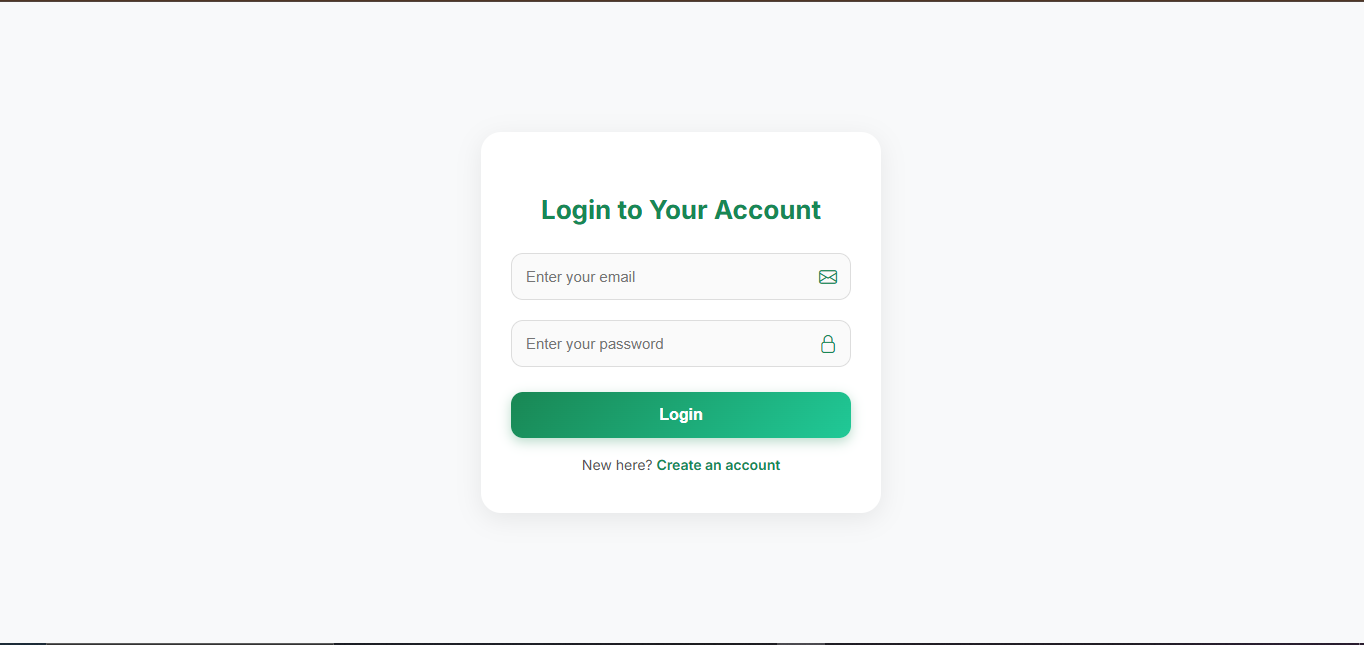 Login to Your Account
Enter your email
Enter your password
Login
New here? Create an account